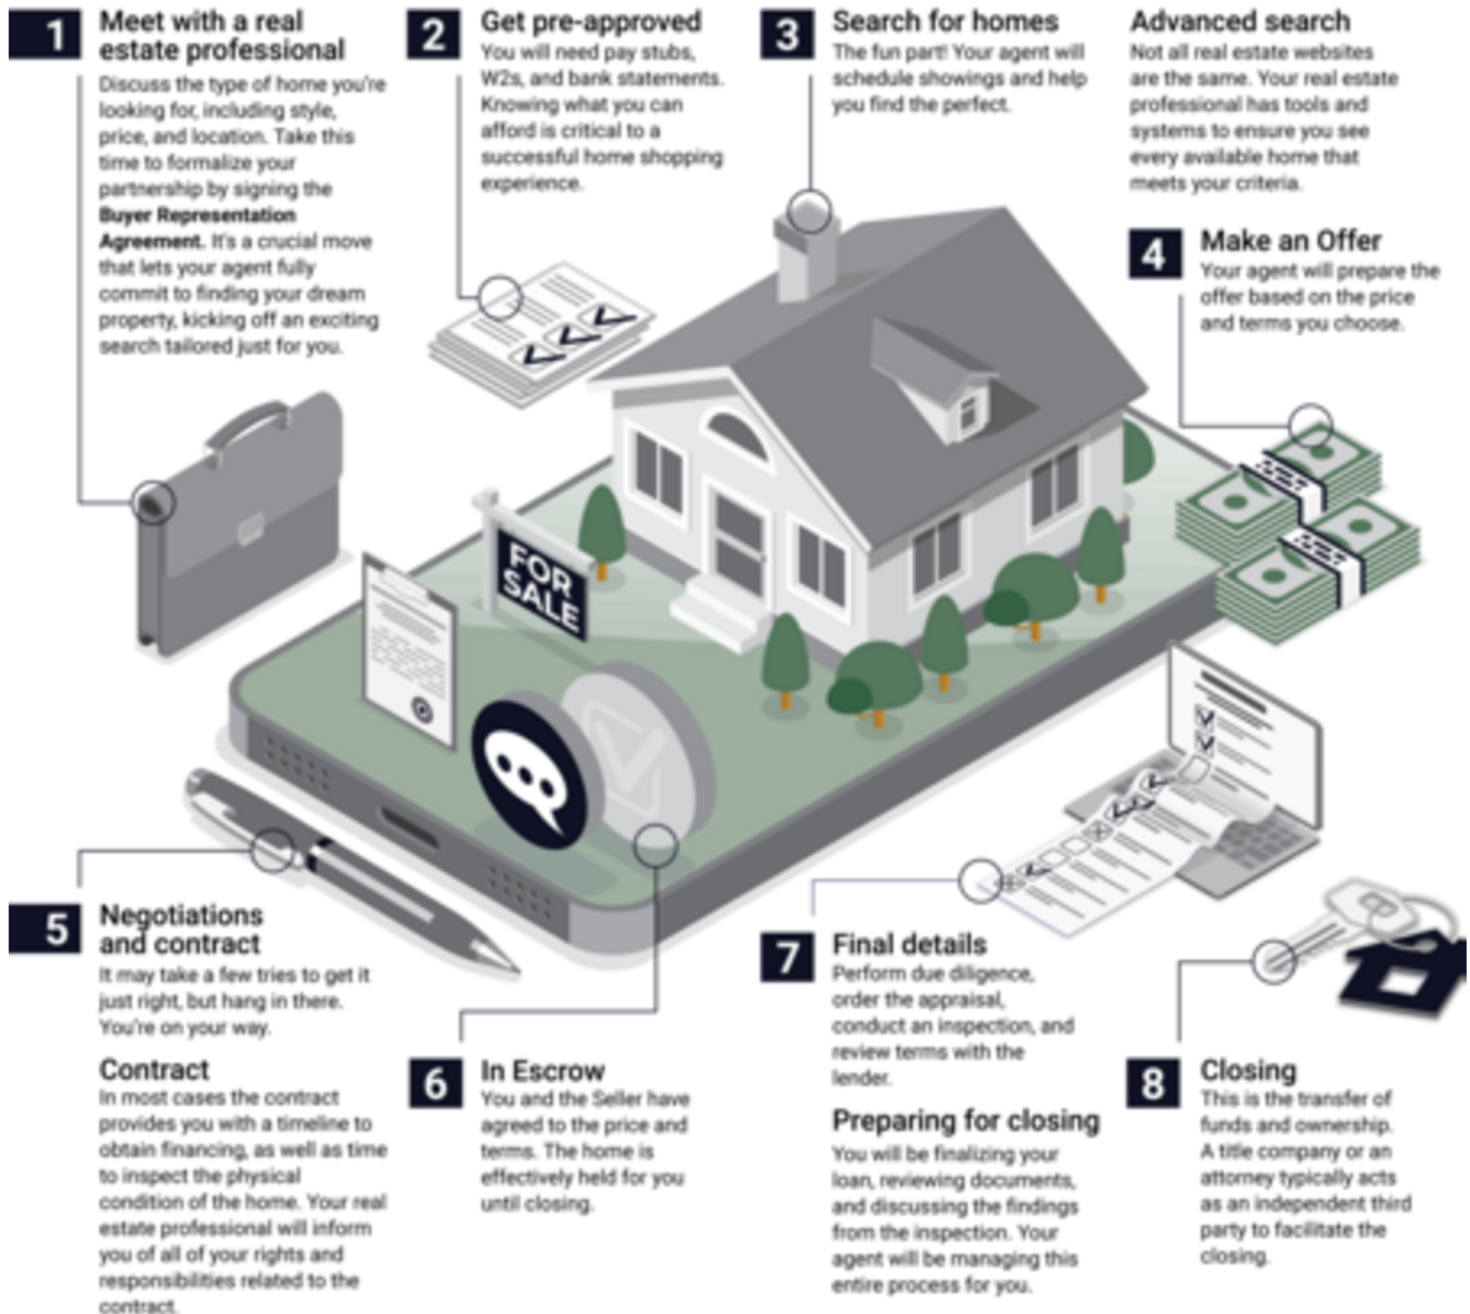 1
Meet with a real
estate professional
Discuss the type of home you're
looking for, including style,
price, and location. Take this
time to formalize your
partnership by signing the
Buyer Representation
Agreement. It's a crucial move
that lets your agent fully
commit to finding your dream
property, kicking off an exciting
search tailored just for you.
2
Get pre-approved
You will need pay stubs,
W2s, and bank statements.
Knowing what you can
afford is critical to a
successful home shopping
experience.
3
Search for homes
The fun part! Your agent will
schedule showings and help
you find the perfect.
Advanced search
Not all real estate websites
are the same. Your real estate
professional has tools and
systems to ensure you see
every available home that
meets your criteria.
4
Make an Offer
Your agent will prepare the
offer based on the price
and terms you choose.
FOR
SALE
5
Negotiations
and contract
It may take a few tries to get it
just right, but hang in there.
You're on your way.
Contract
In most cases the contract
provides you with a timeline to
obtain financing, as well as time
to inspect the physical
condition of the home. Your real
estate professional will inform
you of all of your rights and
responsibilities related to the
contract.
6
In Escrow
You and the Seller have
agreed to the price and
terms. The home is
effectively held for you
until closing.
7
Final details
Perform due diligence,
order the appraisal,
conduct an inspection, and
review terms with the
lender.
Preparing for closing
You will be finalizing your
loan, reviewing documents,
and discussing the findings
from the inspection. Your
agent will be managing this
entire process for you.
8
Closing
This is the transfer of
funds and ownership.
A title company or an
attorney typically acts
as an independent third
party to facilitate the
closing.